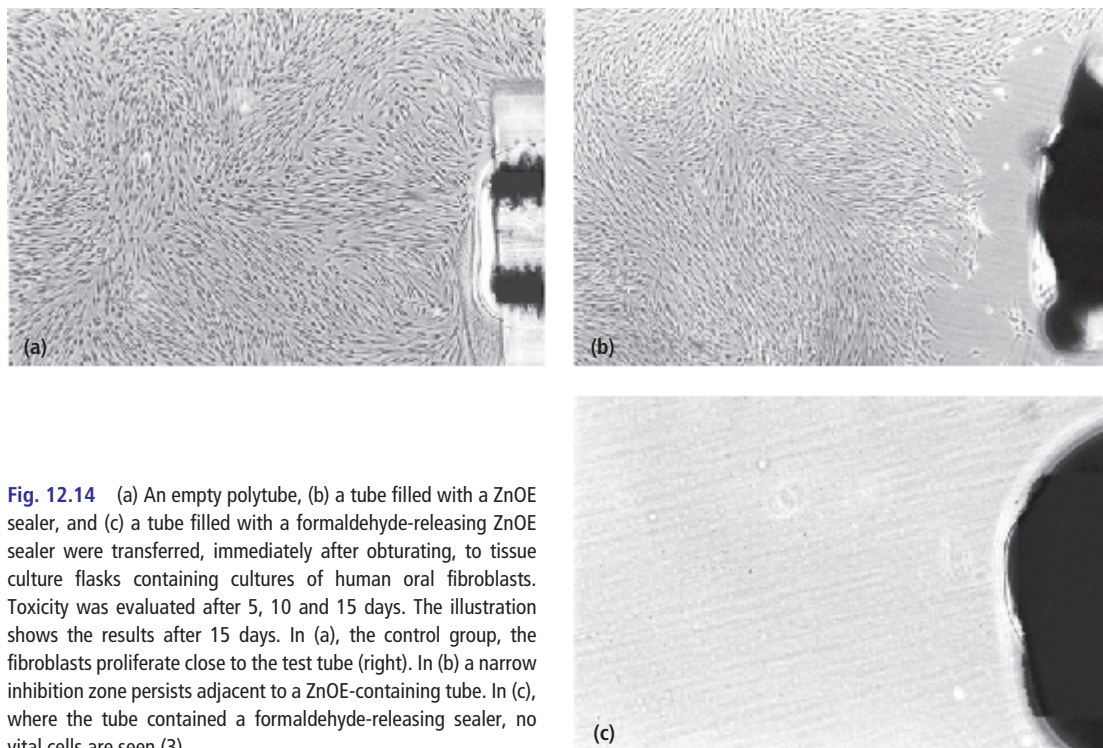 (a)
(b)
Fig. 12.14 (a) An empty polytube, (b) a tube filled with a ZnOE
sealer, and (c) a tube filled with a formaldehyde-releasing ZnOE
sealer were transferred, immediately after obturating, to tissue
culture flasks containing cultures of human oral fibroblasts.
Toxicity was evaluated after 5, 10 and 15 days. The illustration
shows the results after 15 days. In (a), the control group, the
fibroblasts proliferate close to the test tube (right). In (b) a narrow
inhibition zone persists adjacent to a ZnOE-containing tube. In (c),
where the tube contained a formaldehyde-releasing sealer, no
vital cells are seen (3)
(c)